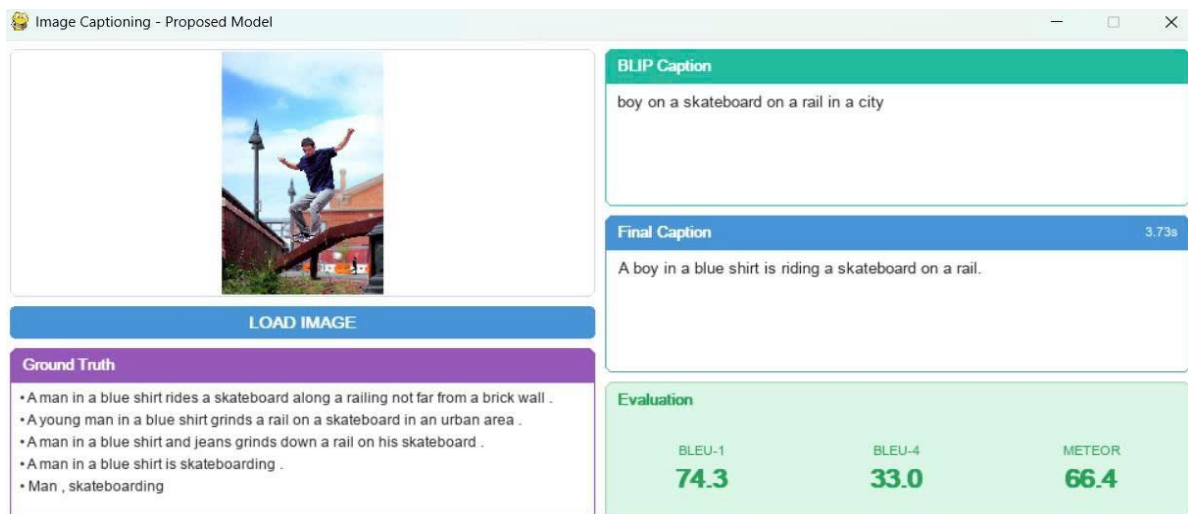 Image Captioning - Proposed Model
LOAD IMAGE
Ground Truth
• A man in a blue shirt rides a skateboard along a railing not far from a brick wall .
• A young man in a blue shirt grinds a rail on a skateboard in an urban area .
• A man in a blue shirt and jeans grinds down a rail on his skateboard .
• A man in a blue shirt is skateboarding .
• Man , skateboarding
BLIP Caption
boy on a skateboard on a rail in a city
Final Caption 3.73s
A boy in a blue shirt is riding a skateboard on a rail.
Evaluation
BLEU-1 BLEU-4 METEOR
74.3 33.0 66.4